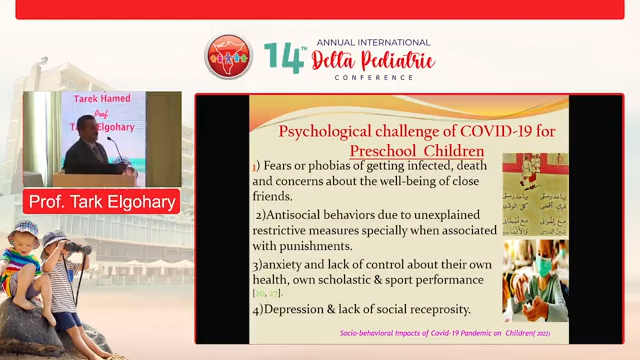 14TH
ANNUAL INTERNATIONAL
Delta Pediatric
CONFERENCE
Tarek Hamed
Prof.
Prof. Tark Elgohary
Psychological challenge of COVID-19 for
Preschool Children
1) Fears or phobias of getting infected, death
and concerns about the well-being of close
friends.
2)Antisocial behaviors due to unexplained
restrictive measures specially when associated
with punishments.
3)anxiety and lack of control about their own
health, own scholastic & sport performance
[26, 27].
4)Depression & lack of social receprosity.
Socio-behavioral Impacts of Covid-19 Pandemic on Children( 2022)